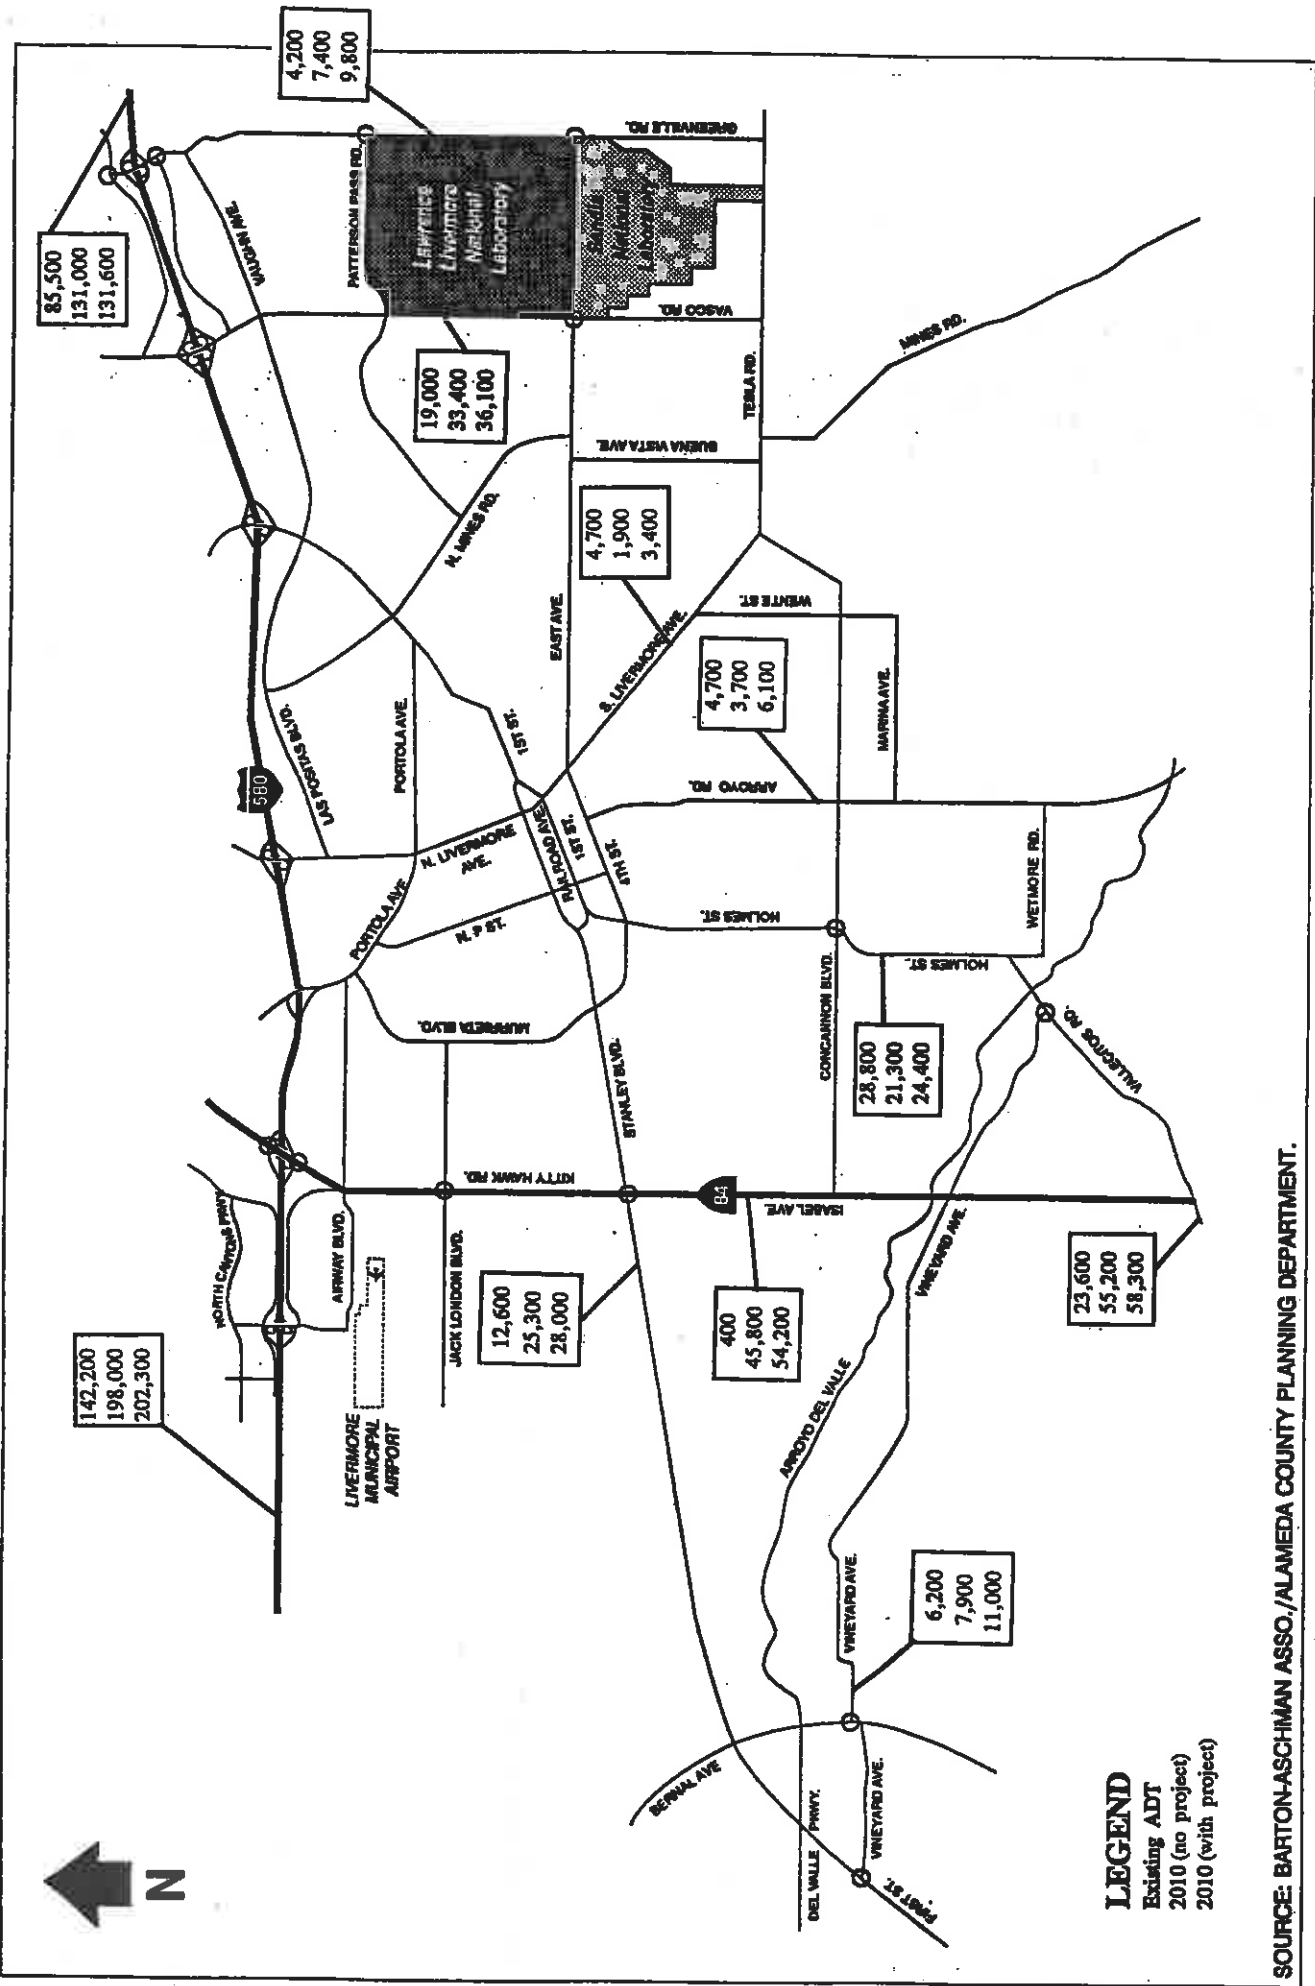 N
142,200
198,000
202,300
85,500
131,000
131,600
4,200
7,400
9,800
NORTH CANYONS PRWY
AIRWAY BLVD.
LIVERMORE
MUNICIPAL
AIRPORT
JACK LONDON BLVD.
KITTY HAWK RD.
580
LAS POSITAS BLVD.
PORTOLA AVE.
PORTOLA AVE
N. LIVERMORE
AVE.
N. P ST.
MURRIETA BLVD.
RAILROAD AVE.
1ST ST.
1ST ST.
4TH ST.
VAUGHN AVE.
PATTERSON PASS RD.
Lawrence
Livermore
National
Laboratory
Sandia
National
Laboratory
GREENVILLE RD.
VASCO RD.
19,000
33,400
36,100
N. MINES RD.
EAST AVE.
BUENA VISTA AVE.
TESLA RD.
MINES RD.
4,700
1,900
3,400
S. LIVERMORE AVE.
WENTE ST.
4,700
3,700
6,100
MARINA AVE.
ARROYO RD.
HOLMES ST.
WETMORE RD.
HOLMES ST.
CONCANNON BLVD.
28,800
21,300
24,400
VALLECITOS RD.
STANLEY BLVD.
84
ISABEL AVE.
12,600
25,300
28,000
400
45,800
54,200
23,600
55,200
58,300
VINEYARD AVE.
ARROYO DEL VALLE
VINEYARD AVE.
6,200
7,900
11,000
BERNAL AVE
DEL VALLE PKWY.
VINEYARD AVE.
FIRST ST.
LEGEND
Existing ADT
2010 (no project)
2010 (with project)
SOURCE: BARTON-ASCHMAN ASSO./ALAMEDA COUNTY PLANNING DEPARTMENT.